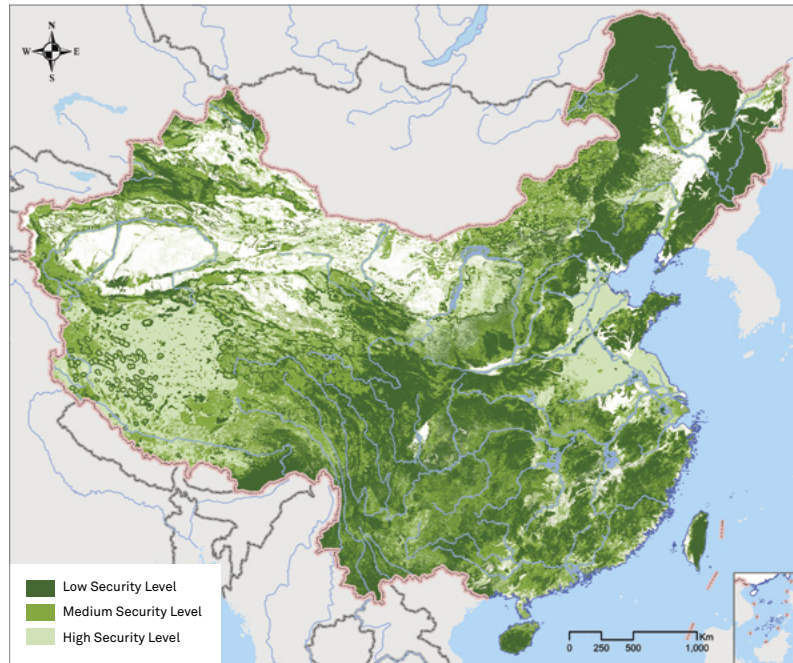 N
W E
S
Low Security Level
Medium Security Level
High Security Level
0 250 500 1,000
Km